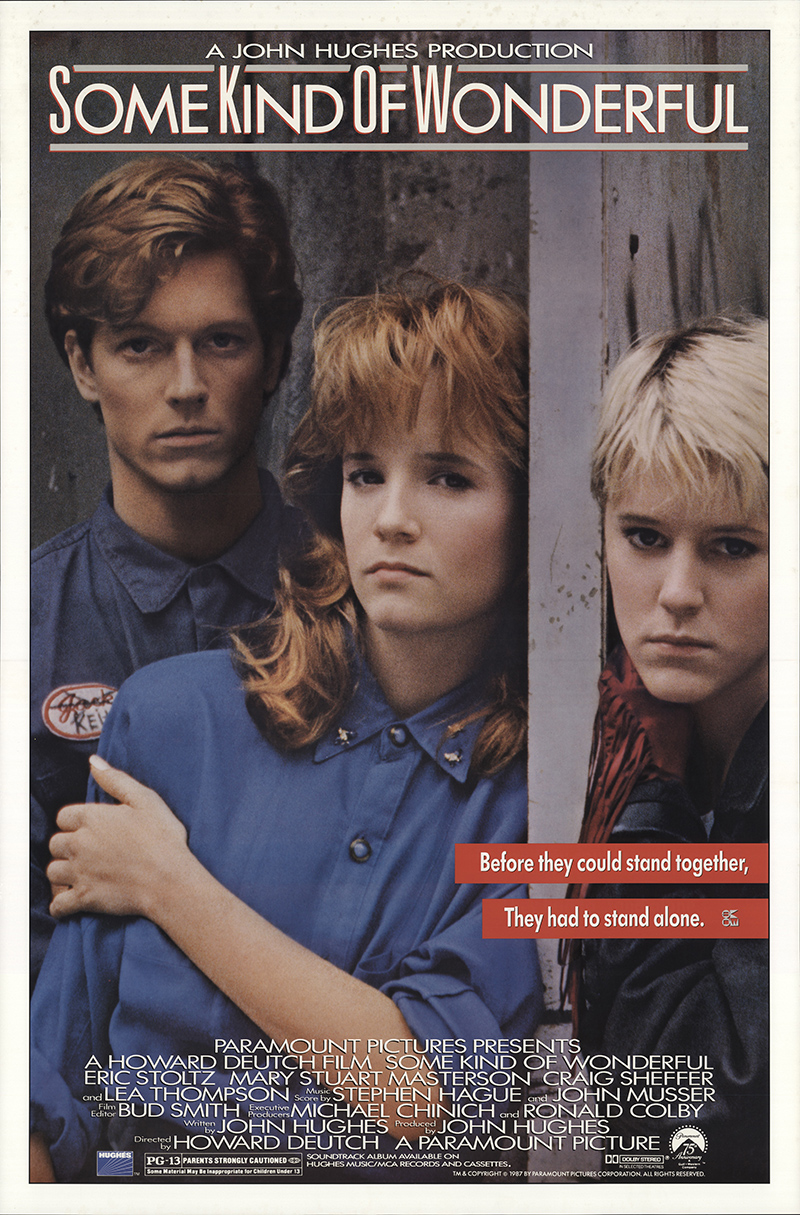 A JOHN HUGHES PRODUCTION
SOME KIND OF WONDERFUL
Before they could stand together,
They had to stand alone.
PARAMOUNT PICTURES PRESENTS
A HOWARD DEUTCH FILM SOME KIND OF WONDERFUL
ERIC STOLTZ MARY STUART MASTERSON CRAIG SHEFFER
and LEA THOMPSON Music Score by STEPHEN HAGUE and JOHN MUSSER
Film Editor BUD SMITH Executive Producers MICHAEL CHINICH and RONALD COLBY
Written by JOHN HUGHES Produced by JOHN HUGHES
Directed by HOWARD DEUTCH A PARAMOUNT PICTURE
HUGHES TM
PG-13 PARENTS STRONGLY CAUTIONED
Some Material May Be Inappropriate for Children Under 13
SOUNDTRACK ALBUM AVAILABLE ON
HUGHES MUSIC/MCA RECORDS AND CASSETTES.
DOLBY STEREO ®
IN SELECTED THEATRES
Paramount
75th
Anniversary
TM & COPYRIGHT © 1987 BY PARAMOUNT PICTURES CORPORATION. ALL RIGHTS RESERVED.